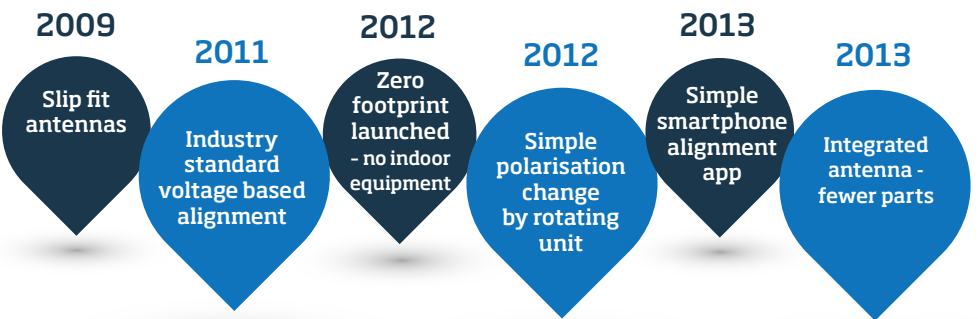 2009
Slip fit
antennas
2011
Industry
standard
voltage based
alignment
2012
Zero
footprint
launched
- no indoor
equipment
2012
Simple
polarisation
change
by rotating
unit
2013
Simple
smartphone
alignment
app
2013
Integrated
antenna -
fewer parts